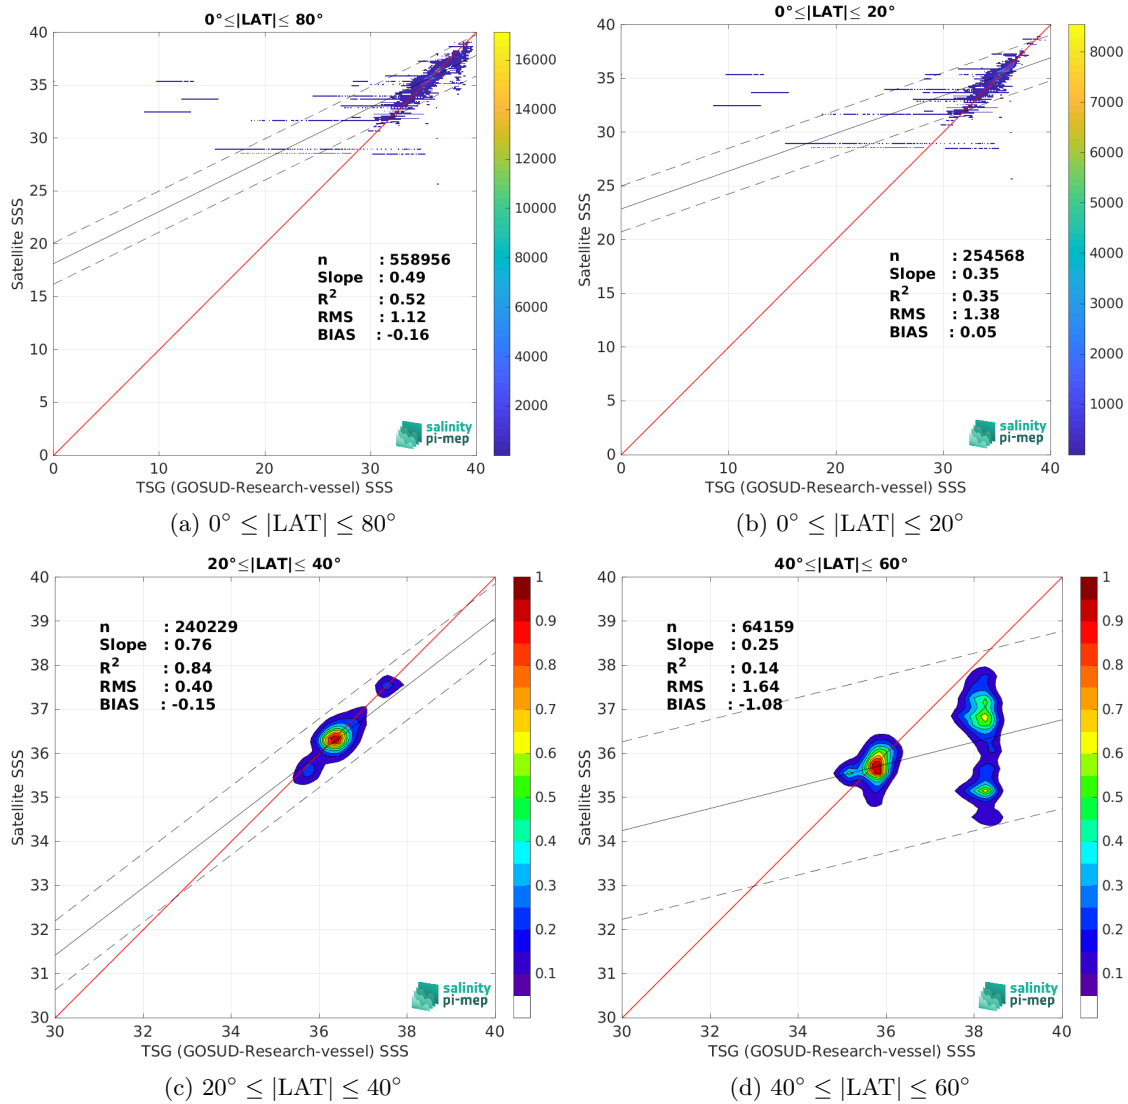 0°≤|LAT|≤ 80°
40
35
30
25
20
15
10
5
0
Satellite SSS
n : 558956
Slope : 0.49
R² : 0.52
RMS : 1.12
BIAS : -0.16
salinity
pi-mep
0 10 20 30 40
TSG (GOSUD-Research-vessel) SSS
16000
14000
12000
10000
8000
6000
4000
2000
(a) 0° ≤ |LAT| ≤ 80°
0°≤|LAT|≤ 20°
40
35
30
25
20
15
10
5
0
Satellite SSS
n : 254568
Slope : 0.35
R² : 0.35
RMS : 1.38
BIAS : 0.05
salinity
pi-mep
0 10 20 30 40
TSG (GOSUD-Research-vessel) SSS
8000
7000
6000
5000
4000
3000
2000
1000
(b) 0° ≤ |LAT| ≤ 20°
20°≤|LAT|≤ 40°
40
39
38
37
36
35
34
33
32
31
30
Satellite SSS
n : 240229
Slope : 0.76
R² : 0.84
RMS : 0.40
BIAS : -0.15
salinity
pi-mep
30 32 34 36 38 40
TSG (GOSUD-Research-vessel) SSS
1
0.9
0.8
0.7
0.6
0.5
0.4
0.3
0.2
0.1
(c) 20° ≤ |LAT| ≤ 40°
40°≤|LAT|≤ 60°
40
39
38
37
36
35
34
33
32
31
30
Satellite SSS
n : 64159
Slope : 0.25
R² : 0.14
RMS : 1.64
BIAS : -1.08
salinity
pi-mep
30 32 34 36 38 40
TSG (GOSUD-Research-vessel) SSS
1
0.9
0.8
0.7
0.6
0.5
0.4
0.3
0.2
0.1
(d) 40° ≤ |LAT| ≤ 60°